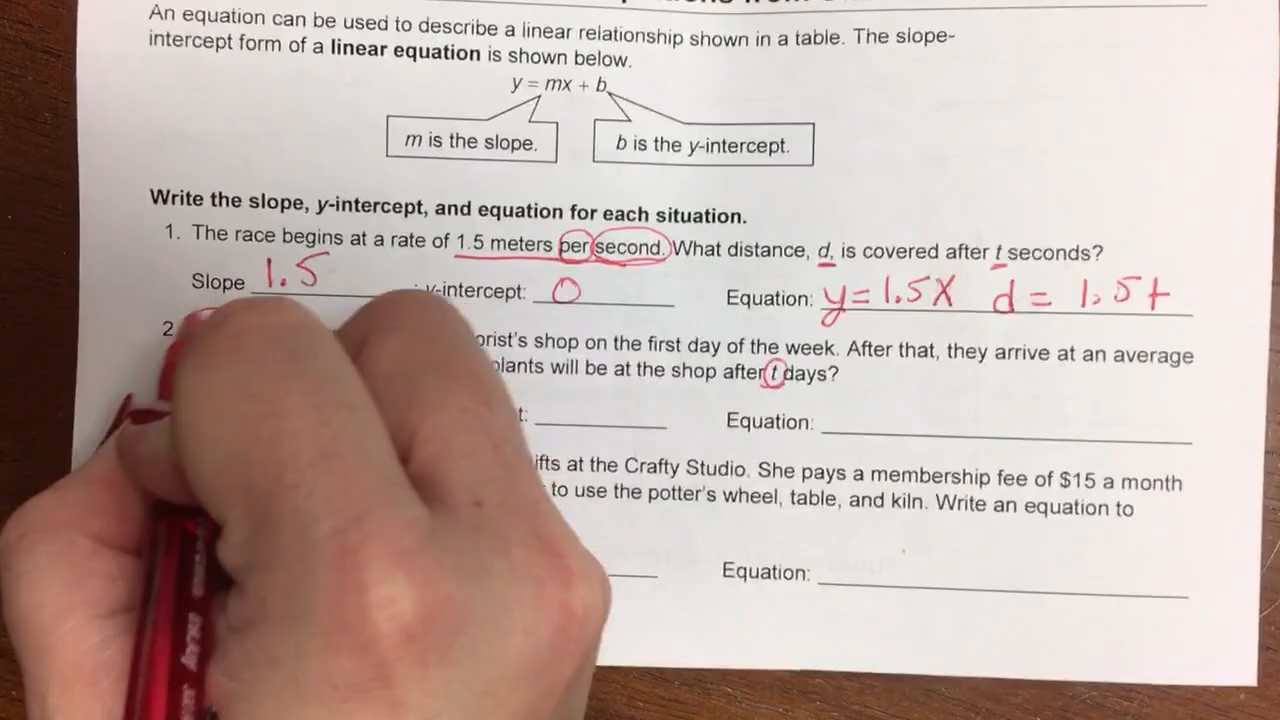 An equation can be used to describe a linear relationship shown in a table. The slope-
intercept form of a linear equation is shown below.
y = mx + b
m is the slope.
b is the y-intercept.
Write the slope, y-intercept, and equation for each situation.
1. The race begins at a rate of 1.5 meters per second. What distance, d, is covered after t seconds?
Slope 1.5 y-intercept: 0 Equation: y=1.5x d = 1.5t
2
shop on the first day of the week. After that, they arrive at an average
plants will be at the shop after t days?
Equation:
at the Crafty Studio. She pays a membership fee of $15 a month
to use the potter's wheel, table, and kiln. Write an equation to
Equation: